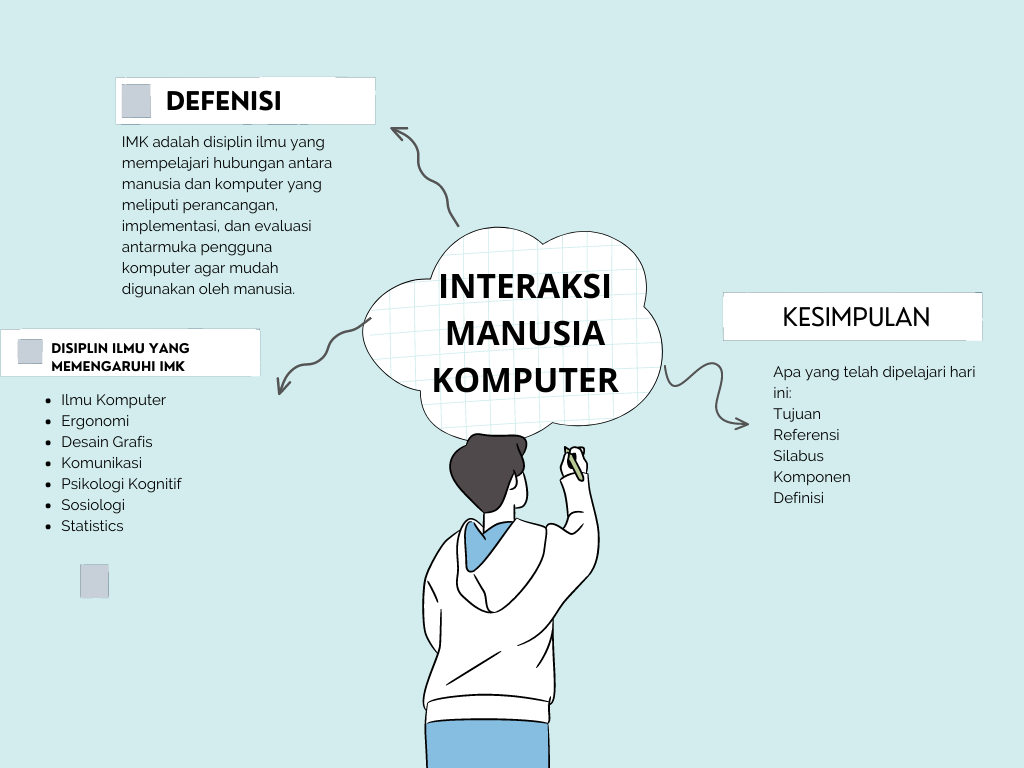 DEFENISI
IMK adalah disiplin ilmu yang
mempelajari hubungan antara
manusia dan komputer yang
meliputi perancangan,
implementasi, dan evaluasi
antarmuka pengguna
komputer agar mudah
digunakan oleh manusia.
INTERAKSI
MANUSIA
KOMPUTER
DISIPLIN ILMU YANG
MEMENGARUHI IMK
• Ilmu Komputer
• Ergonomi
• Desain Grafis
• Komunikasi
• Psikologi Kognitif
• Sosiologi
• Statistics
KESIMPULAN
Apa yang telah dipelajari hari
ini:
Tujuan
Referensi
Silabus
Komponen
Definisi